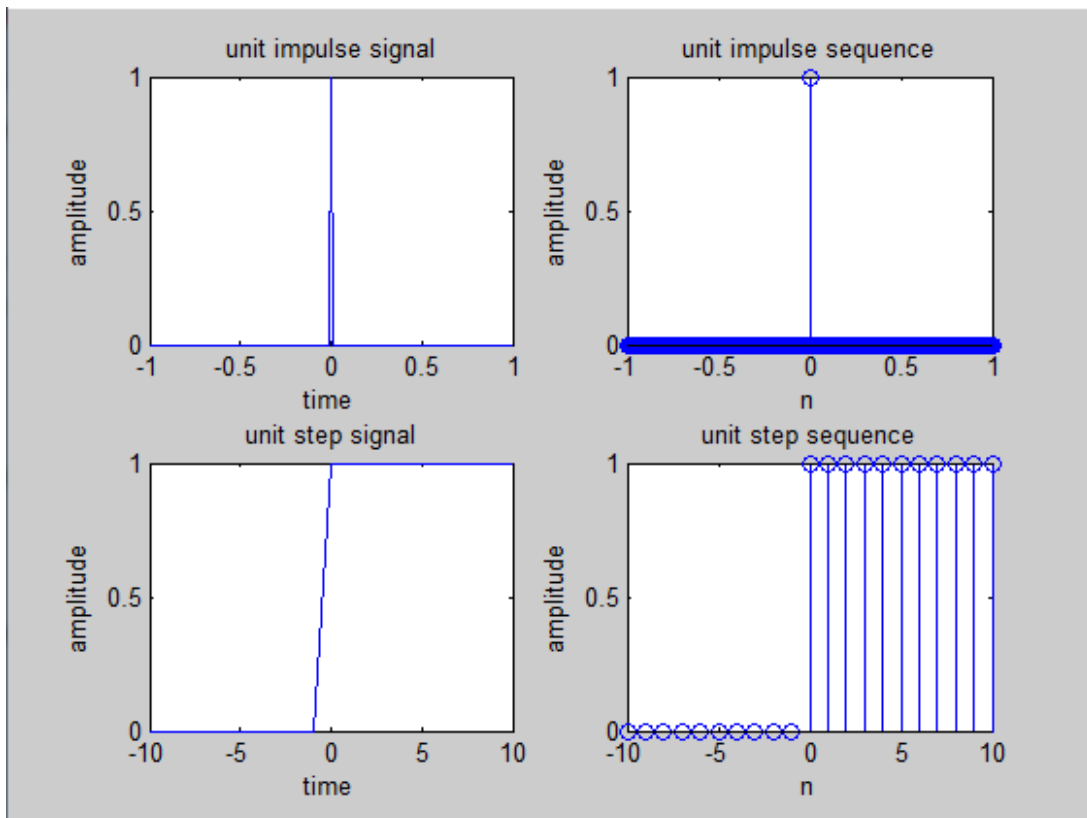 unit impulse signal
1
0.5
0
amplitude
-1 -0.5 0 0.5 1
time
unit impulse sequence
1
0.5
0
amplitude
-1 -0.5 0 0.5 1
n
unit step signal
1
0.5
0
amplitude
-10 -5 0 5 10
time
unit step sequence
1
0.5
0
amplitude
-10 -5 0 5 10
n